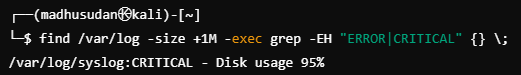 ┌──(madhusudan㉿kali)-[~]
└─$ find /var/log -size +1M -exec grep -EH "ERROR|CRITICAL" {} \;
/var/log/syslog:CRITICAL - Disk usage 95%